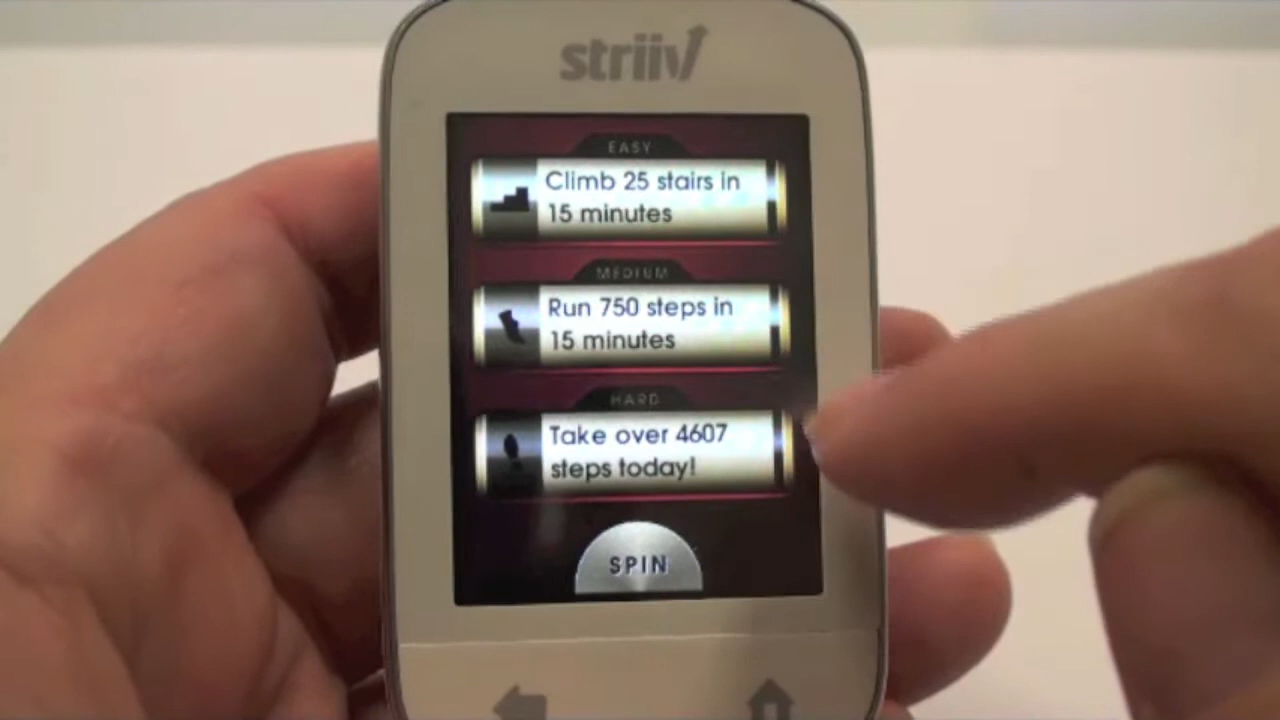 striiv
EASY
Climb 25 stairs in
15 minutes
MEDIUM
Run 750 steps in
15 minutes
HARD
Take over 4607
steps today!
SPIN